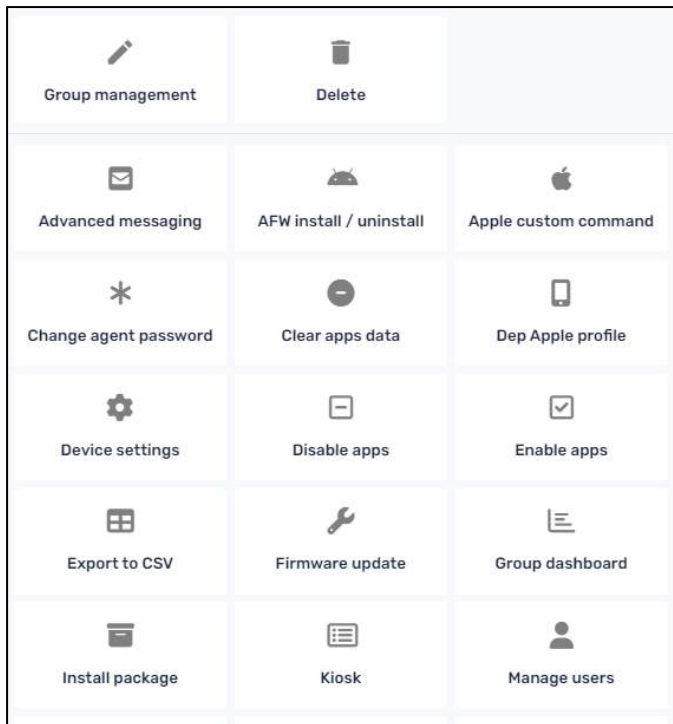 Group management
Delete
Advanced messaging
AFW install / uninstall
Apple custom command
Change agent password
Clear apps data
Dep Apple profile
Device settings
Disable apps
Enable apps
Export to CSV
Firmware update
Group dashboard
Install package
Kiosk
Manage users